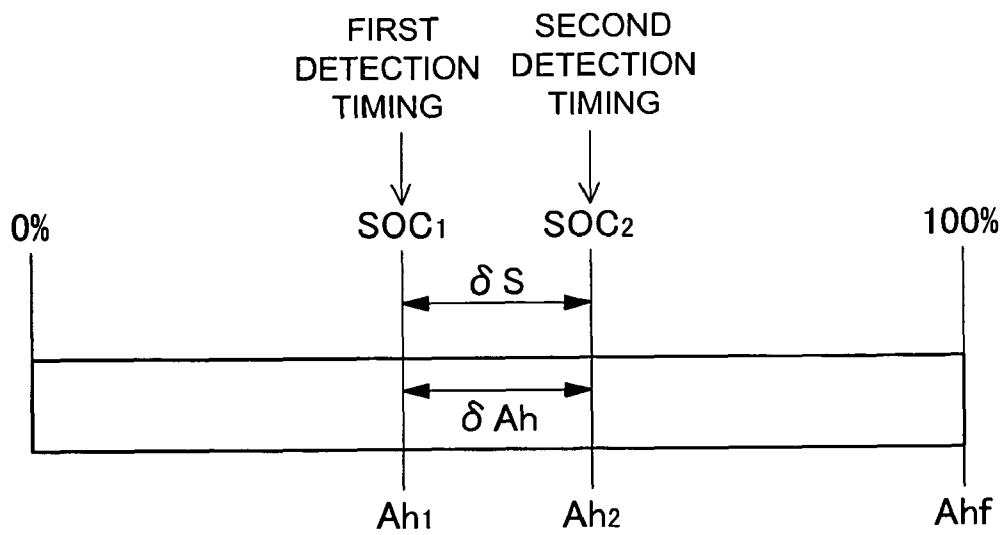 FIRST
DETECTION
TIMING
SECOND
DETECTION
TIMING
0%
SOC1
SOC2
100%
δ S
δ Ah
Ah1
Ah2
Ahf